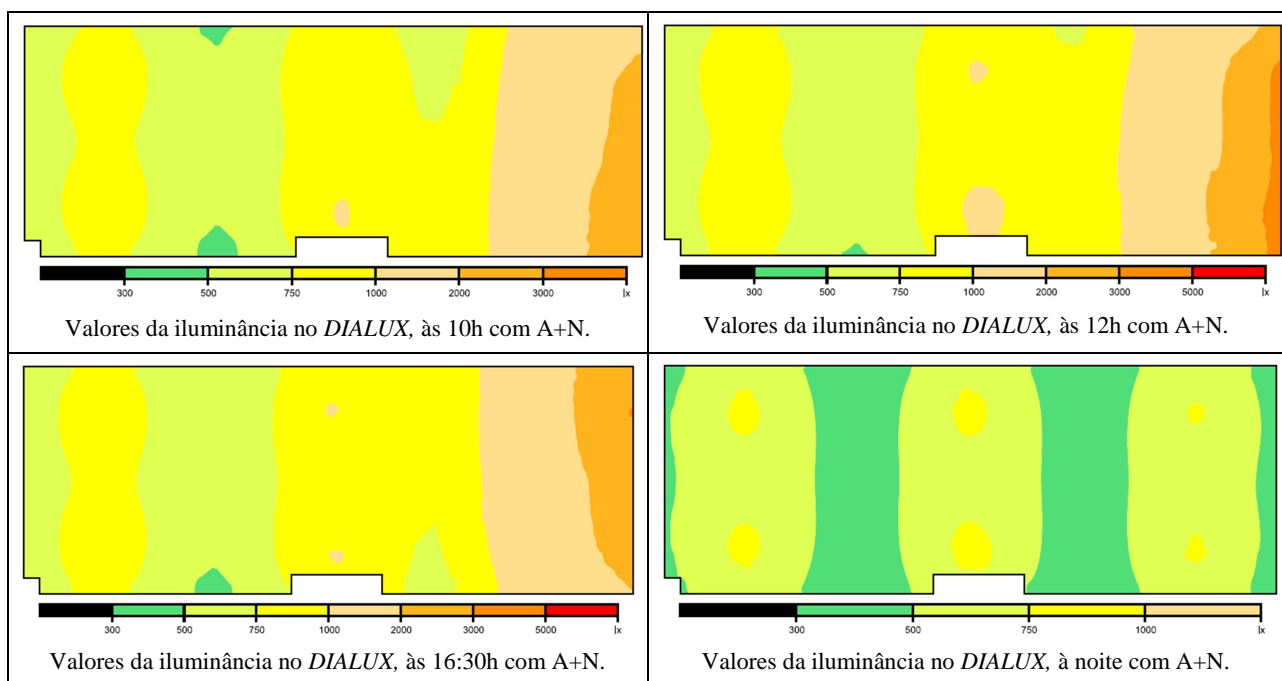 300 500 750 1000 2000 3000 lx
Valores da iluminância no DIALUX, às 10h com A+N.
300 500 750 1000 2000 3000 5000 lx
Valores da iluminância no DIALUX, às 12h com A+N.
300 500 750 1000 2000 3000 5000 lx
Valores da iluminância no DIALUX, às 16:30h com A+N.
300 500 750 1000 lx
Valores da iluminância no DIALUX, à noite com A+N.